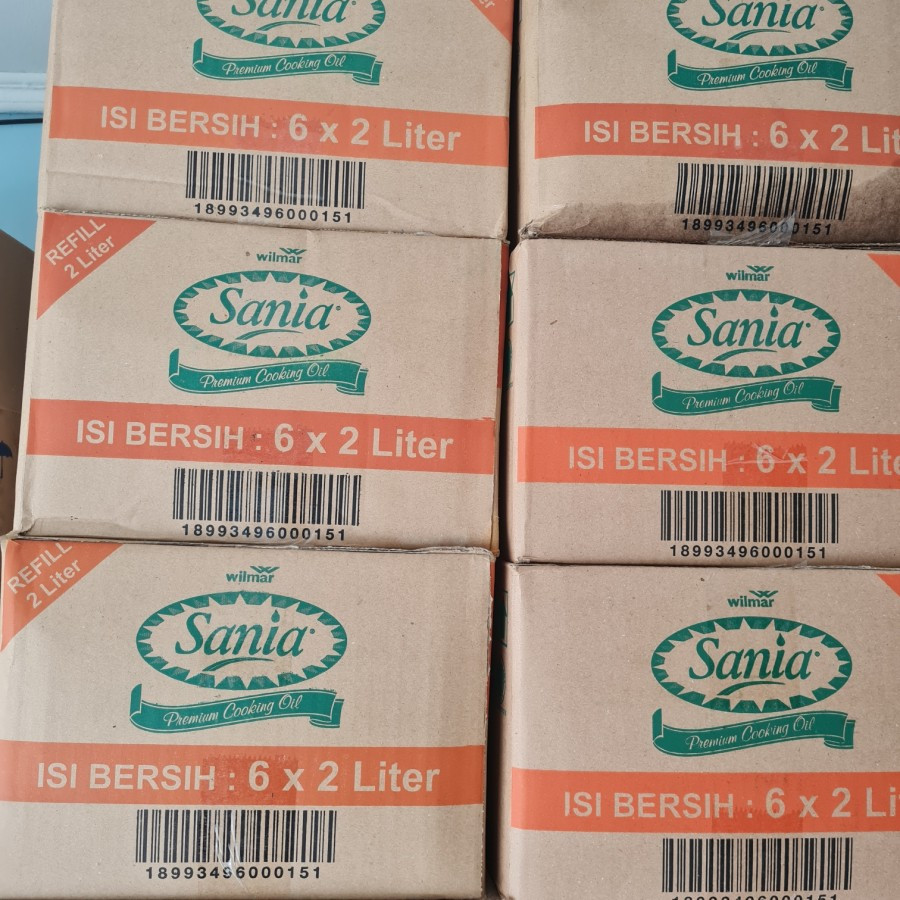 Sania
Premium Cooking Oil
ISI BERSIH : 6 x 2 Liter
18993496000151
Sania
Premium Cooking Oil
ISI BERSIH : 6 x 2 Lit
18993496000151
REFILL
2 Liter
wilmar
Sania
Premium Cooking Oil
ISI BERSIH : 6 x 2 Liter
18993496000151
wilmar
Sania
Premium Cooking Oil
ISI BERSIH : 6 x 2 Lite
18993496000151
REFILL
2 Liter
wilmar
Sania
Premium Cooking Oil
ISI BERSIH : 6 x 2 Liter
18993496000151
wilmar
Sania
Premium Cooking Oil
ISI BERSIH : 6 x 2 Li